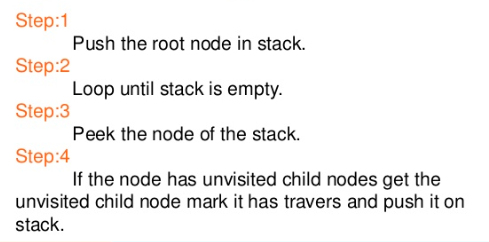 Step:1
Push the root node in stack.
Step:2
Loop until stack is empty.
Step:3
Peek the node of the stack.
Step:4
If the node has unvisited child nodes get the
unvisited child node mark it has travers and push it on
stack.